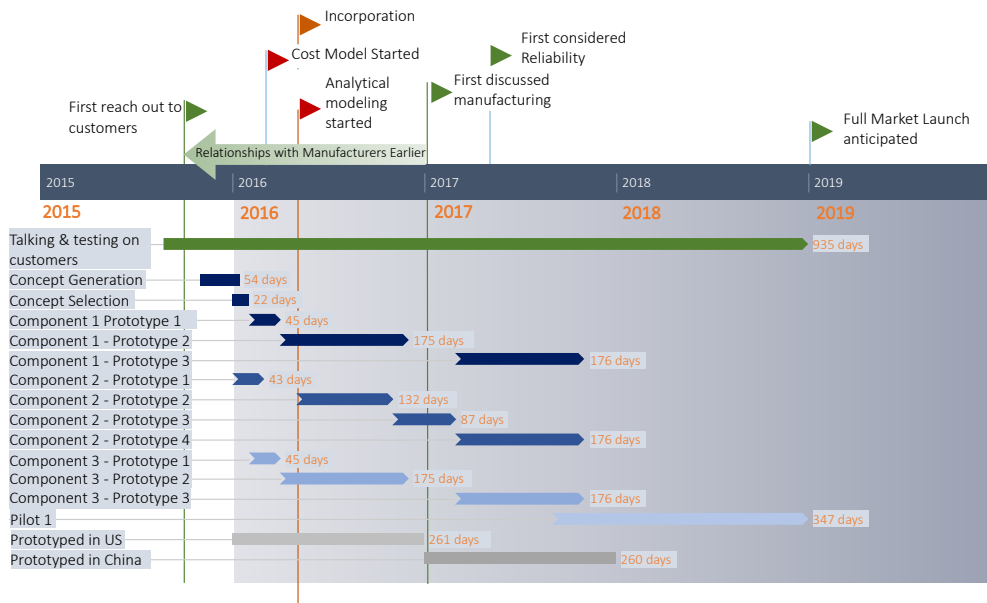 Incorporation
Cost Model Started
First considered
Reliability
Analytical
modeling
started
First discussed
manufacturing
First reach out to
customers
Full Market Launch
anticipated
Relationships with Manufacturers Earlier
2015 2016 2017 2018 2019
2015 2016 2017 2018 2019
Talking & testing on
customers
935 days
Concept Generation 54 days
Concept Selection 22 days
Component 1 Prototype 1 45 days
Component 1 - Prototype 2 175 days
Component 1 - Prototype 3 176 days
Component 2 - Prototype 1 43 days
Component 2 - Prototype 2 132 days
Component 2 - Prototype 3 87 days
Component 2 - Prototype 4 176 days
Component 3 - Prototype 1 45 days
Component 3 - Prototype 2 175 days
Component 3 - Prototype 3 176 days
Pilot 1 347 days
Prototyped in US 261 days
Prototyped in China 260 days